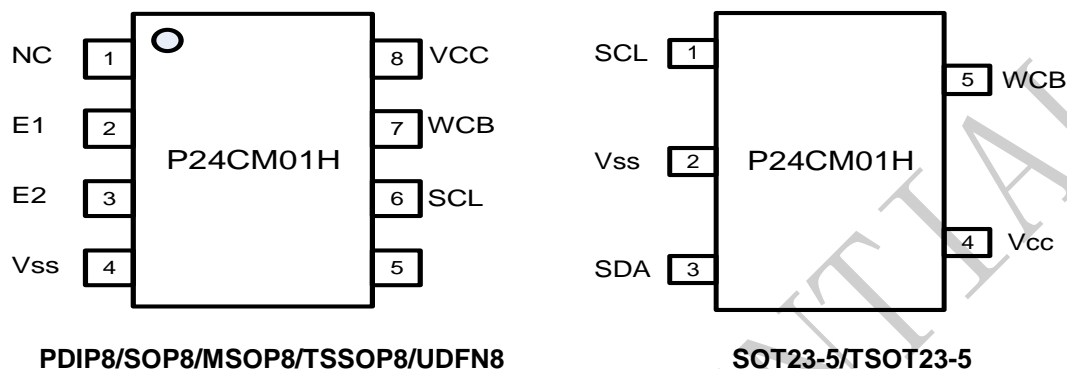 NC 1 8 VCC
E1 2 7 WCB
P24CM01H
E2 3 6 SCL
Vss 4 5
PDIP8/SOP8/MSOP8/TSSOP8/UDFN8
SCL 1
5 WCB
Vss 2 P24CM01H
4 Vcc
SDA 3
SOT23-5/TSOT23-5
NTIAL